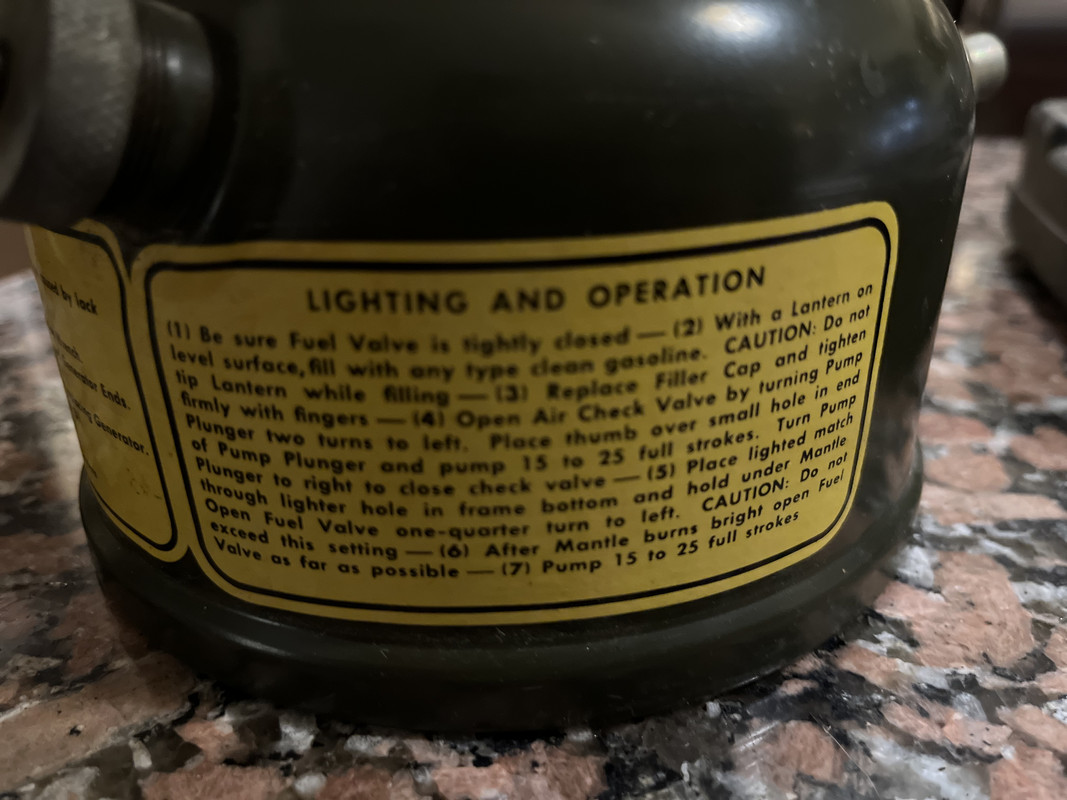 LIGHTING AND OPERATION
(1) Be sure Fuel Valve is tightly closed — (2) With a Lantern on
level surface, fill with any type clean gasoline. CAUTION: Do not
tip Lantern while filling — (3) Replace Filler Cap and tighten
firmly with fingers — (4) Open Air Check Valve by turning Pump
Plunger two turns to left. Place thumb over small hole in end
of Pump Plunger and pump 15 to 25 full strokes. Turn Pump
Plunger to right to close check valve — (5) Place lighted match
through lighter hole in frame bottom and hold under Mantle
Open Fuel Valve one-quarter turn to left. CAUTION: Do not
exceed this setting — (6) After Mantle burns bright open Fuel
Valve as far as possible — (7) Pump 15 to 25 full strokes
by lack
Ends.
Generator.